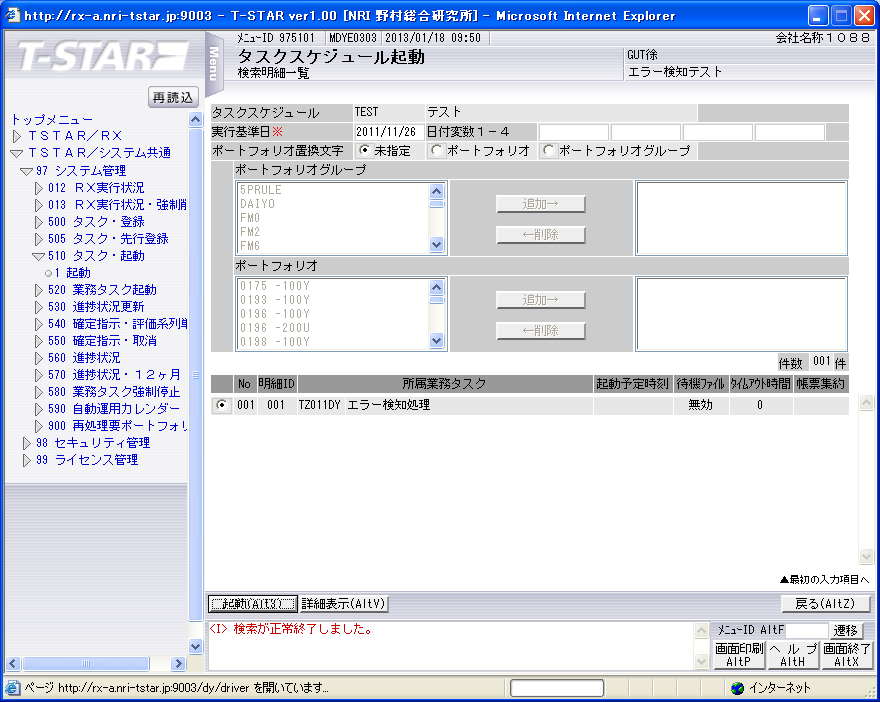 http://rx-a.nri-tstar.jp:9003 - T-STAR ver1.00 [NRI 野村総合研究所] - Microsoft Internet Explorer
T-STAR
Menu
ﾒﾆｭｰID 975101 MDYE0303 2013/01/18 09:50
会社名称1088
タスクスケジュール起動
検索明細一覧
GUT徐
エラー検知テスト
再読込
トップメニュー
TSTAR/RX
TSTAR/システム共通
97 システム管理
012 RX実行状況
013 RX実行状況・強制削
500 タスク・登録
505 タスク・先行登録
510 タスク・起動
1 起動
520 業務タスク起動
530 進捗状況更新
540 確定指示・評価系列単
550 確定指示・取消
560 進捗状況
570 進捗状況・12ヶ月
580 業務タスク強制停止
590 自動運用カレンダー
900 再処理要ポートフォリ
98 セキュリティ管理
99 ライセンス管理
タスクスケジュール TEST テスト
実行基準日※ 2011/11/26 日付変数1-4
ポートフォリオ置換文字 未指定 ポートフォリオ ポートフォリオグループ
ポートフォリオグループ
5PRULE
DAIYO
FM0
FM2
FM6
追加→
←削除
ポートフォリオ
0175 -100Y
0193 -100Y
0196 -100Y
0196 -200U
0198 -100Y
追加→
←削除
件数 001 件
No 明細ID 所属業務タスク 起動予定時刻 待機ﾌｧｲﾙ ﾀｲﾑｱｳﾄ時間 帳票集約
001 001 TZ011DY エラー検知処理 無効 0
▲最初の入力項目へ
起動(AltS) 詳細表示(AltY) 戻る(AltZ)
<I> 検索が正常終了しました。
ﾒﾆｭｰID AltF 遷移
画面印刷 AltP
ヘルプ AltH
画面終了 AltX
ページ http://rx-a.nri-tstar.jp:9003/dy/driver を開いています...
インターネット